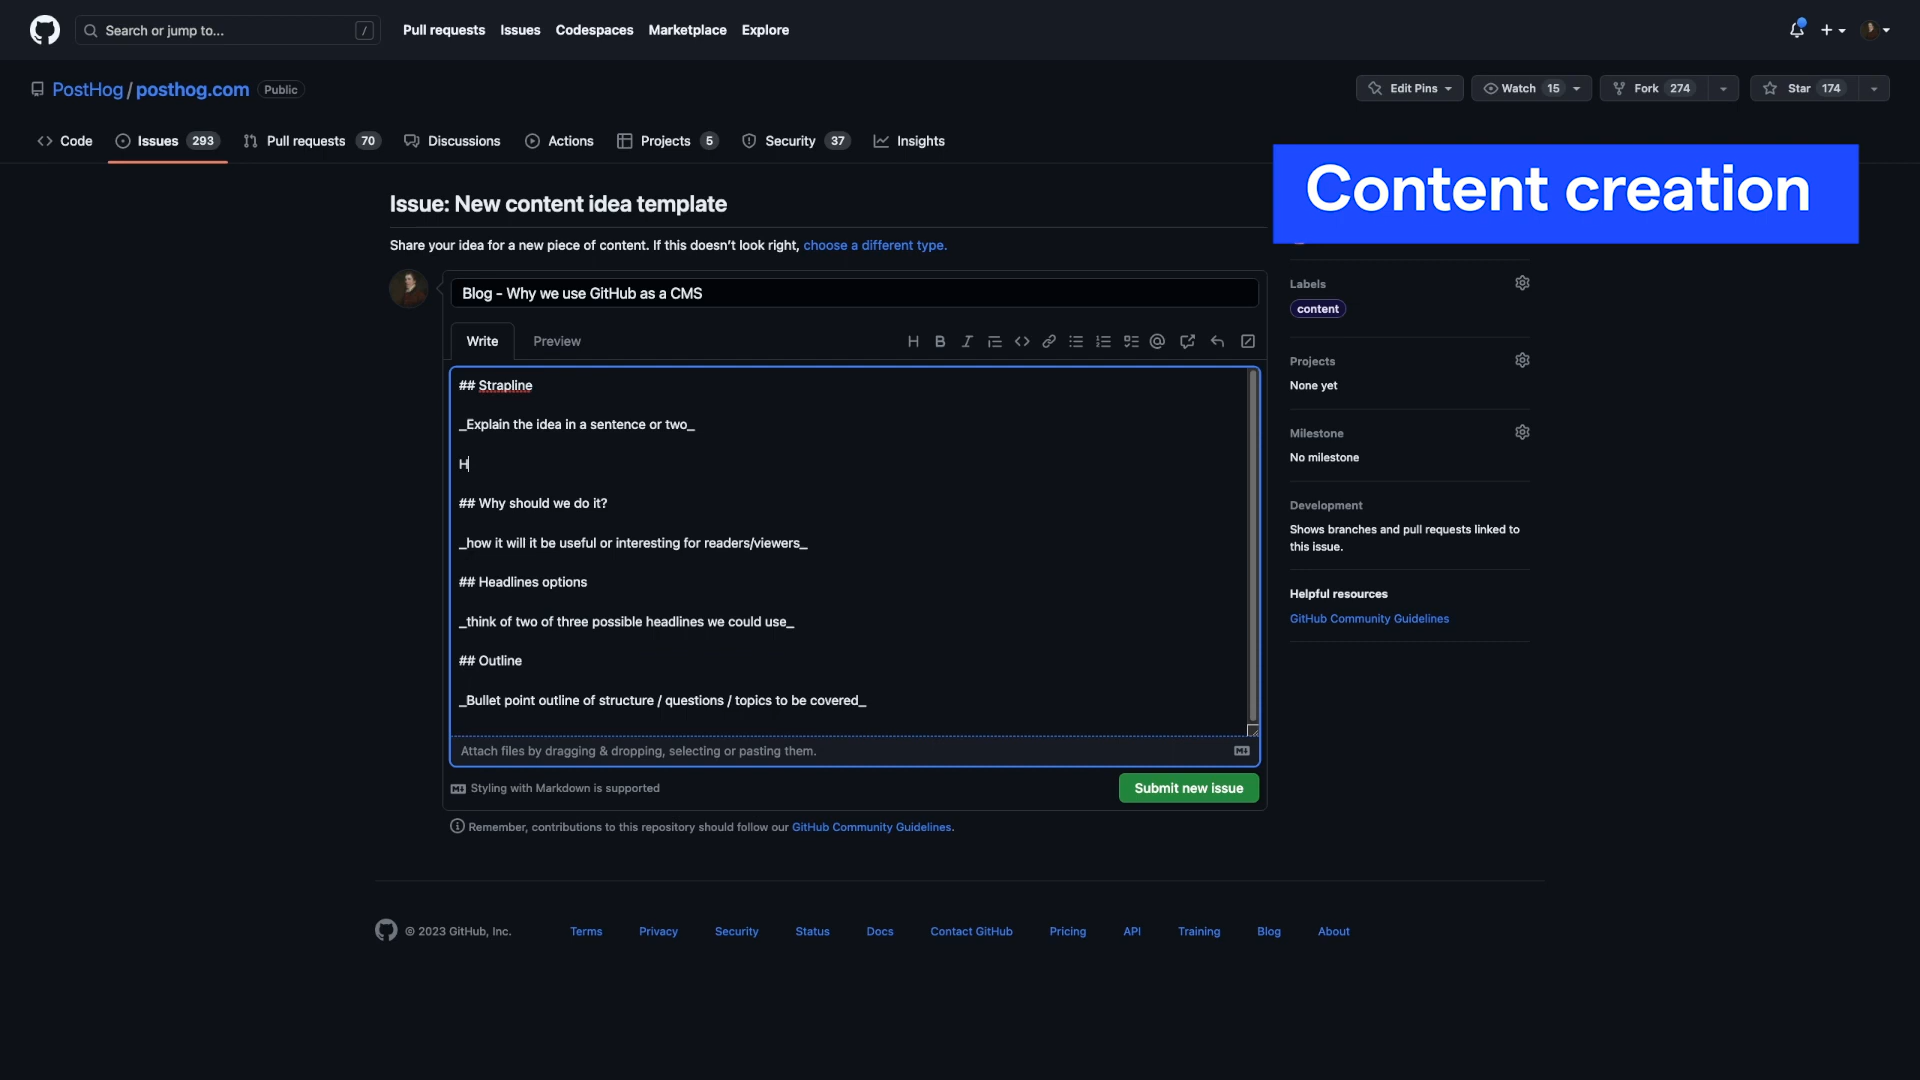 Search or jump to... /
Pull requests Issues Codespaces Marketplace Explore
PostHog / posthog.com Public
Edit Pins Watch 15 Fork 274 Star 174
Code Issues 293 Pull requests 70 Discussions Actions Projects 5 Security 37 Insights
Content creation
Issue: New content idea template
Share your idea for a new piece of content. If this doesn’t look right, choose a different type.
Blog - Why we use GitHub as a CMS
Write Preview
## Strapline
_Explain the idea in a sentence or two_
H
## Why should we do it?
_how it will it be useful or interesting for readers/viewers_
## Headlines options
_think of two of three possible headlines we could use_
## Outline
_Bullet point outline of structure / questions / topics to be covered_
Attach files by dragging & dropping, selecting or pasting them.
Styling with Markdown is supported
Submit new issue
Remember, contributions to this repository should follow our GitHub Community Guidelines.
Labels
content
Projects
None yet
Milestone
No milestone
Development
Shows branches and pull requests linked to
this issue.
Helpful resources
GitHub Community Guidelines
© 2023 GitHub, Inc. Terms Privacy Security Status Docs Contact GitHub Pricing API Training Blog About